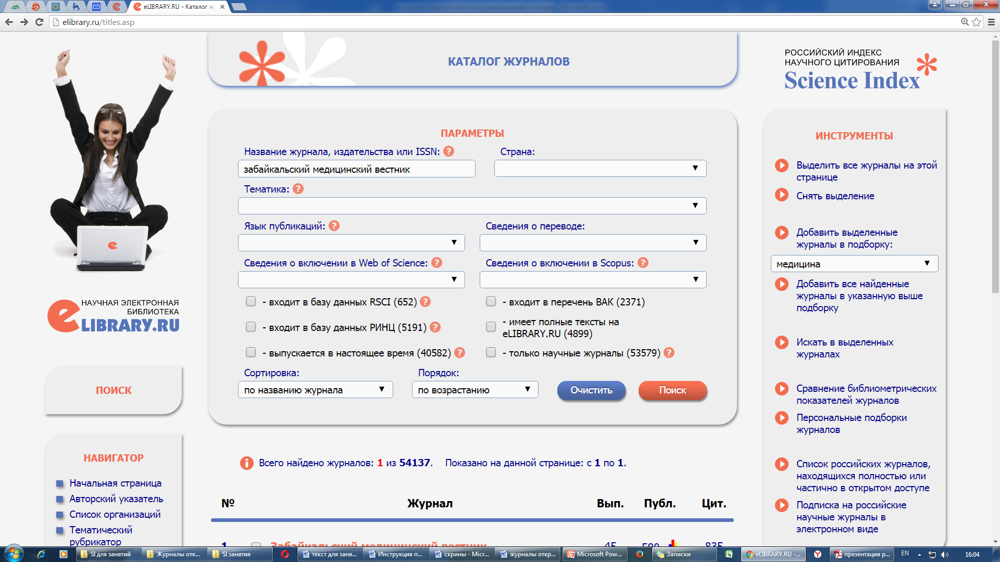 eLIBRARY.RU - Каталог ж
elibrary.ru/titles.asp
КАТАЛОГ ЖУРНАЛОВ
РОССИЙСКИЙ ИНДЕКС
НАУЧНОГО ЦИТИРОВАНИЯ
Science Index
НАУЧНАЯ ЭЛЕКТРОННАЯ
БИБЛИОТЕКА
eLIBRARY.RU
ПОИСК
НАВИГАТОР
Начальная страница
Авторский указатель
Список организаций
Тематический
рубрикатор
ПАРАМЕТРЫ
Название журнала, издательства или ISSN: ?
Страна:
забайкальский медицинский вестник
Тематика: ?
Язык публикаций: ?
Сведения о переводе:
Сведения о включении в Web of Science: ?
Сведения о включении в Scopus: ?
- входит в базу данных RSCI (652) ?
- входит в перечень ВАК (2371)
- входит в базу данных РИНЦ (5191) ?
- имеет полные тексты на
eLIBRARY.RU (4899)
- выпускается в настоящее время (40582) ?
- только научные журналы (53579) ?
Сортировка:
Порядок:
по названию журнала
по возрастанию
Очистить
Поиск
Всего найдено журналов: 1 из 54137. Показано на данной странице: с 1 по 1.
№ Журнал Вып. Публ. Цит.
1 Забайкальский медицинский вестник 45 580 835
ИНСТРУМЕНТЫ
Выделить все журналы на этой
странице
Снять выделение
Добавить выделенные
журналы в подборку:
медицина
Добавить все найденные
журналы в указанную выше
подборку
Искать в выделенных
журналах
Сравнение библиометрических
показателей журналов
Персональные подборки
журналов
Список российских журналов,
находящихся полностью или
частично в открытом доступе
Подписка на российские
научные журналы в
электронном виде
SI для занятий
Журналы отк...
SI занятия
текст для заня...
Инструкция п...
скрины - Micr...
журналы откр...
Microsoft Pow...
Записки
eLIBRARY.RU -...
презентация р...
EN
16:04